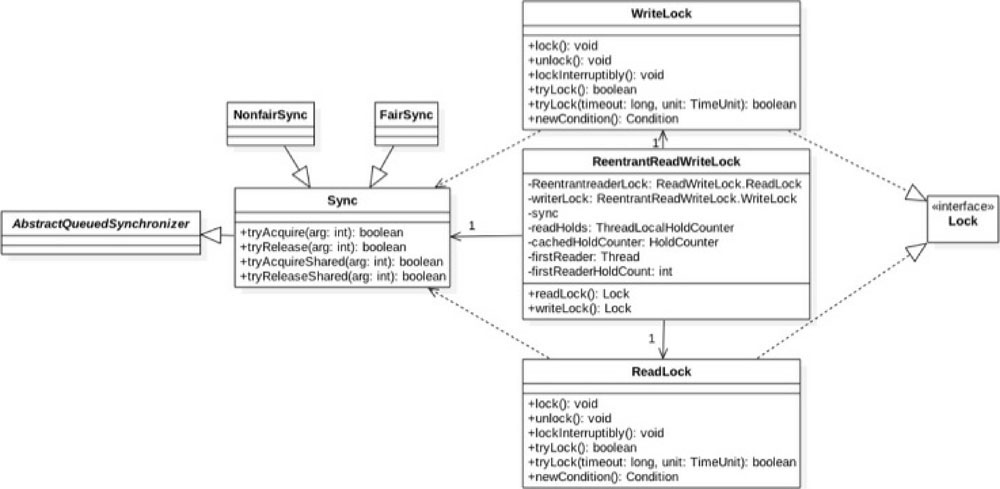 WriteLock
+lock(): void
+unlock(): void
+lockInterruptibly(): void
+tryLock(): boolean
+tryLock(timeout: long, unit: TimeUnit): boolean
+newCondition(): Condition
NonfairSync
FairSync
1
ReentrantReadWriteLock
-ReentrantreaderLock: ReadWriteLock.ReadLock
-writerLock: ReentrantReadWriteLock.WriteLock
-sync
-readHolds: ThreadLocalHoldCounter
-cachedHoldCounter: HoldCounter
-firstReader: Thread
-firstReaderHoldCount: int
+readLock(): Lock
+writeLock(): Lock
Sync
+tryAcquire(arg: int): boolean
+tryRelease(arg: int): boolean
+tryAcquireShared(arg: int): boolean
+tryReleaseShared(arg: int): boolean
AbstractQueuedSynchronizer
1
«interface»
Lock
1
ReadLock
+lock(): void
+unlock(): void
+lockInterruptibly(): void
+tryLock(): boolean
+tryLock(timeout: long, unit: TimeUnit): boolean
+newCondition(): Condition